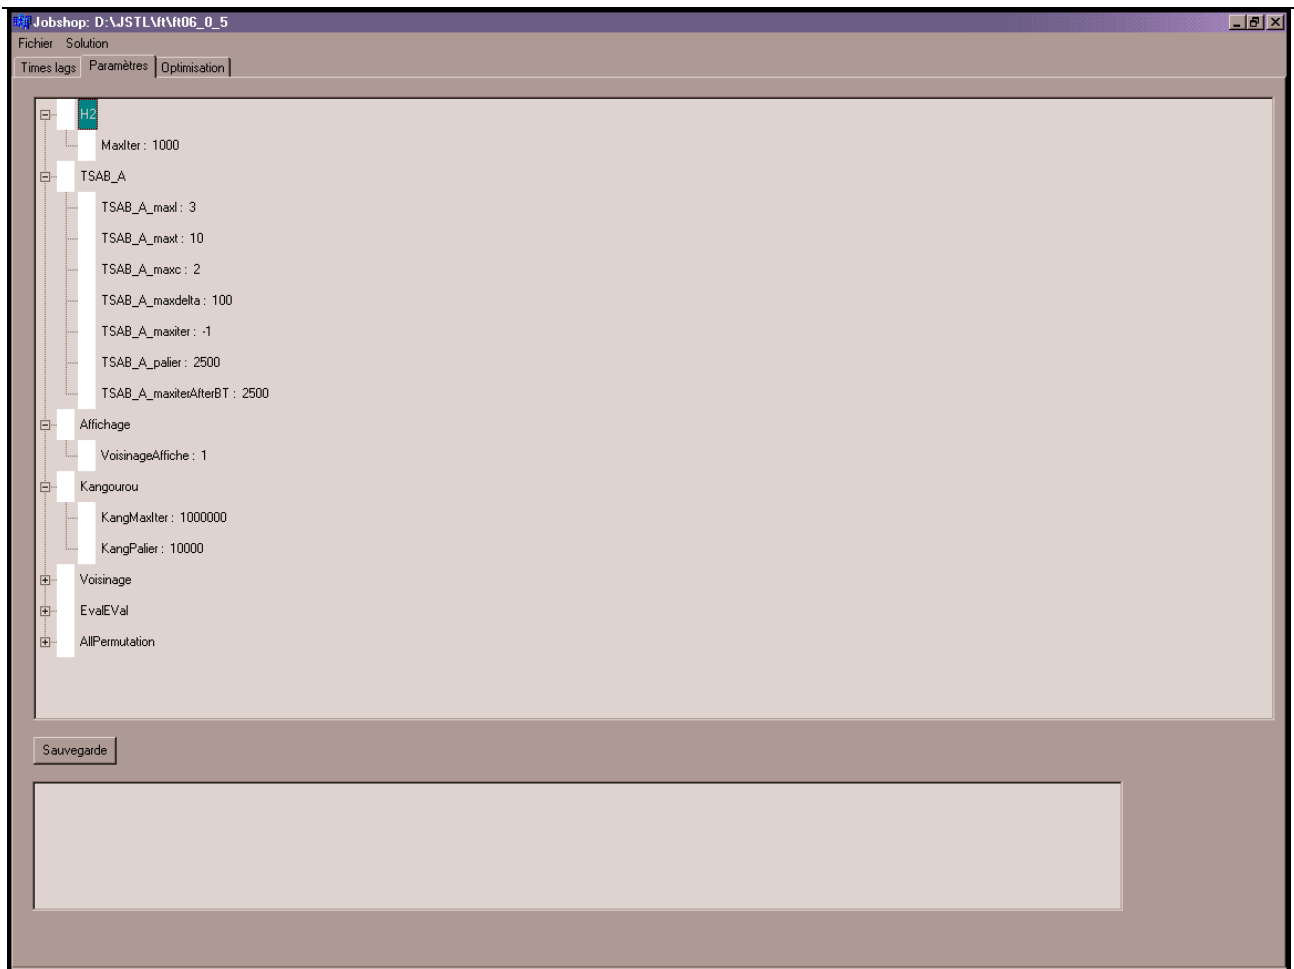 Jobshop: D:\JSTL\ft\ft06_0_5
Fichier Solution
Times lags Paramètres Optimisation
H2
MaxIter : 1000
TSAB_A
TSAB_A_maxl : 3
TSAB_A_maxt : 10
TSAB_A_maxc : 2
TSAB_A_maxdelta : 100
TSAB_A_maxiter : -1
TSAB_A_palier : 2500
TSAB_A_maxiterAfterBT : 2500
Affichage
VoisinageAffiche : 1
Kangourou
KangMaxIter : 1000000
KangPalier : 10000
Voisinage
EvalEVal
AllPermutation
Sauvegarde